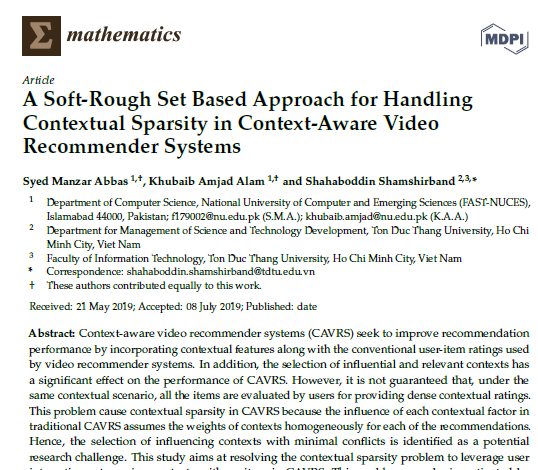 Σ mathematics
MDPI
Article
A Soft-Rough Set Based Approach for Handling
Contextual Sparsity in Context-Aware Video
Recommender Systems
Syed Manzar Abbas 1,†, Khubaib Amjad Alam 1,† and Shahaboddin Shamshirband 2,3,*
1 Department of Computer Science, National University of Computer and Emerging Sciences (FAST-NUCES),
Islamabad 44000, Pakistan; f179002@nu.edu.pk (S.M.A.); khubaib.amjad@nu.edu.pk (K.A.A.)
2 Department for Management of Science and Technology Development, Ton Duc Thang University, Ho Chi
Minh City, Viet Nam
3 Faculty of Information Technology, Ton Duc Thang University, Ho Chi Minh City, Viet Nam
* Correspondence: shahaboddin.shamshirband@tdtu.edu.vn
† These authors contributed equally to this work.
Received: 21 May 2019; Accepted: 08 July 2019; Published: date
Abstract: Context-aware video recommender systems (CAVRS) seek to improve recommendation
performance by incorporating contextual features along with the conventional user-item ratings used
by video recommender systems. In addition, the selection of influential and relevant contexts has
a significant effect on the performance of CAVRS. However, it is not guaranteed that, under the
same contextual scenario, all the items are evaluated by users for providing dense contextual ratings.
This problem cause contextual sparsity in CAVRS because the influence of each contextual factor in
traditional CAVRS assumes the weights of contexts homogeneously for each of the recommendations.
Hence, the selection of influencing contexts with minimal conflicts is identified as a potential
research challenge. This study aims at resolving the contextual sparsity problem to leverage user